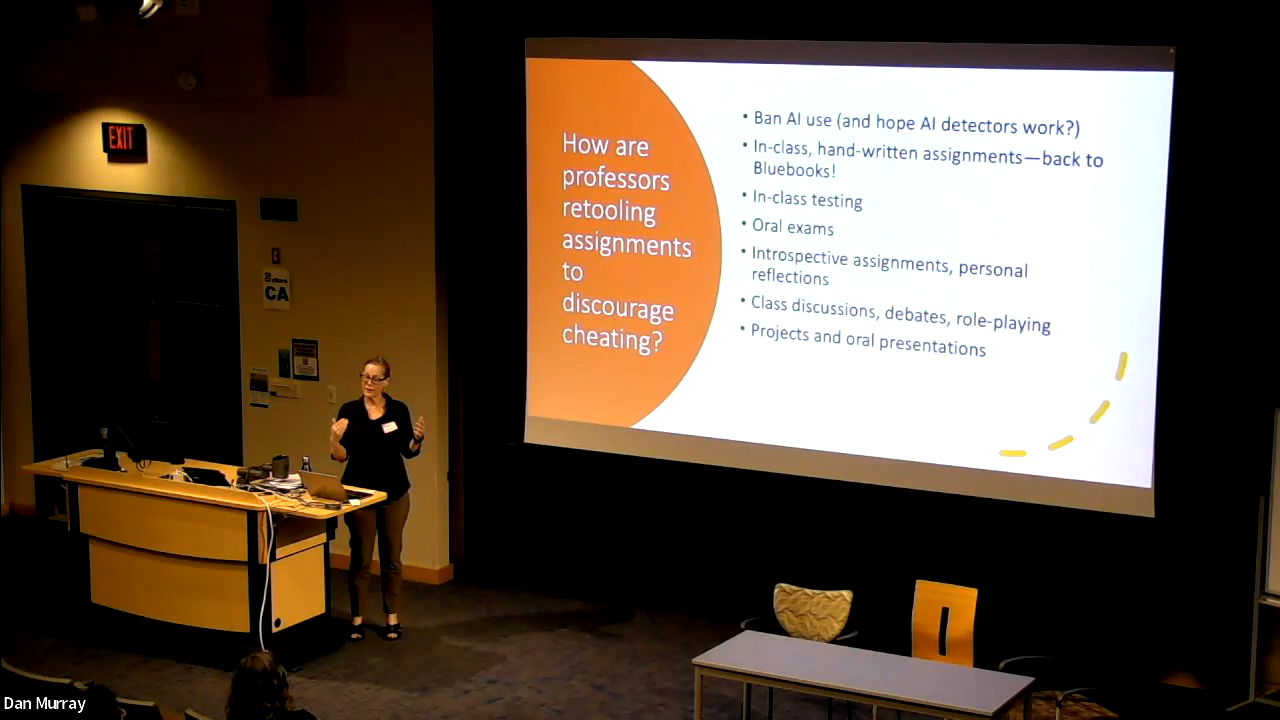 EXIT
CA
How are
professors
retooling
assignments
to
discourage
cheating?
• Ban AI use (and hope AI detectors work?)
• In-class, hand-written assignments—back to
Bluebooks!
• In-class testing
• Oral exams
• Introspective assignments, personal
reflections
• Class discussions, debates, role-playing
• Projects and oral presentations
Dan Murray